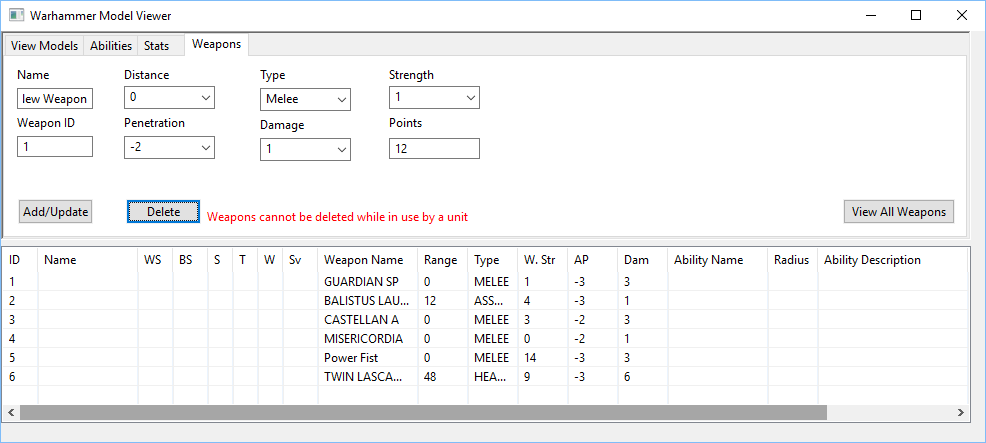 Warhammer Model Viewer
View Models Abilities Stats Weapons
Name Distance Type Strength
lew Weapon 0 Melee 1
Weapon ID Penetration Damage Points
1 -2 1 12
Add/Update Delete Weapons cannot be deleted while in use by a unit View All Weapons
ID Name WS BS S T W Sv Weapon Name Range Type W. Str AP Dam Ability Name Radius Ability Description
1 GUARDIAN SP 0 MELEE 1 -3 3
2 BALISTUS LAU... 12 ASS... 4 -3 1
3 CASTELLAN A 0 MELEE 3 -2 3
4 MISERICORDIA 0 MELEE 0 -2 1
5 Power Fist 0 MELEE 14 -3 3
6 TWIN LASCA... 48 HEA... 9 -3 6